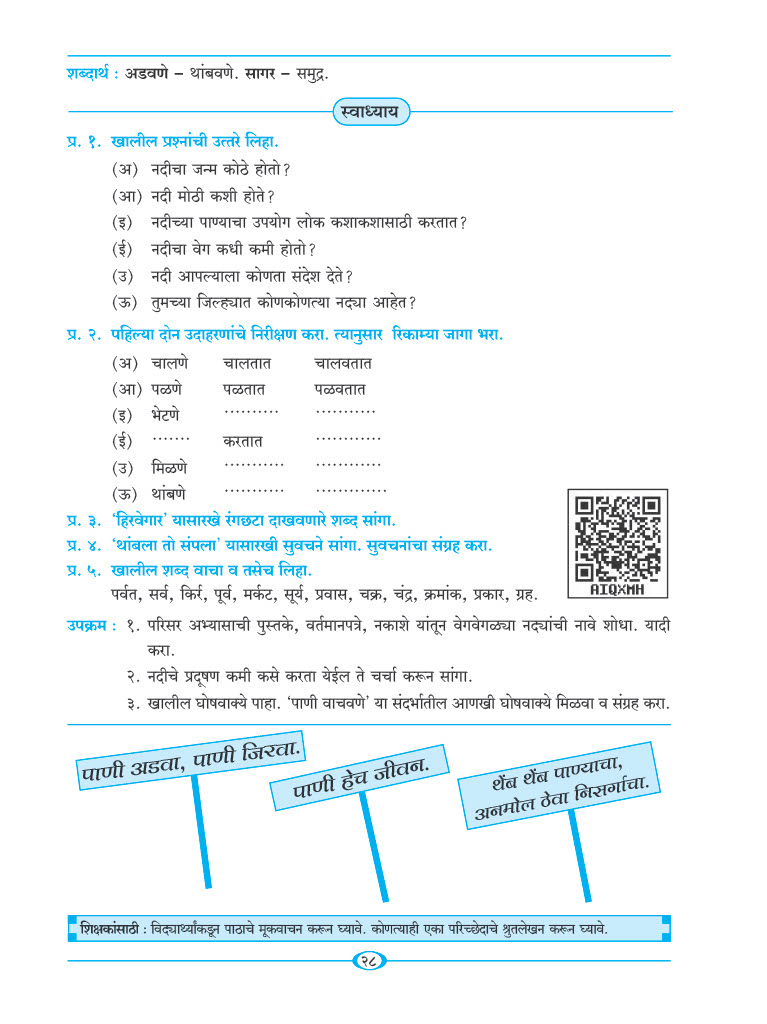 शब्दार्थ : अडवणे – थांबवणे. सागर – समुद्र.
स्वाध्याय
प्र. १. खालील प्रश्नांची उत्तरे लिहा.
(अ) नदीचा जन्म कोठे होतो?
(आ) नदी मोठी कशी होते?
(इ) नदीच्या पाण्याचा उपयोग लोक कशाकशासाठी करतात?
(ई) नदीचा वेग कधी कमी होतो?
(उ) नदी आपल्याला कोणता संदेश देते?
(ऊ) तुमच्या जिल्ह्यात कोणकोणत्या नद्या आहेत?
प्र. २. पहिल्या दोन उदाहरणांचे निरीक्षण करा. त्यानुसार रिकाम्या जागा भरा.
(अ) चालणे चालतात चालवतात
(आ) पळणे पळतात पळवतात
(इ) भेटणे .......... ...........
(ई) ....... करतात ............
(उ) मिळणे ........... ............
(ऊ) थांबणे ........... .............
प्र. ३. ‘हिरवेगार’ यासारखे रंगछटा दाखवणारे शब्द सांगा.
प्र. ४. ‘थांबला तो संपला’ यासारखी सुवचने सांगा. सुवचनांचा संग्रह करा.
प्र. ५. खालील शब्द वाचा व तसेच लिहा.
पर्वत, सर्व, किर्र, पूर्व, मर्कट, सूर्य, प्रवास, चक्र, चंद्र, क्रमांक, प्रकार, ग्रह.
AIQXMH
उपक्रम : १. परिसर अभ्यासाची पुस्तके, वर्तमानपत्रे, नकाशे यांतून वेगवेगळ्या नद्यांची नावे शोधा. यादी
करा.
२. नदीचे प्रदूषण कमी कसे करता येईल ते चर्चा करून सांगा.
३. खालील घोषवाक्ये पाहा. ‘पाणी वाचवणे’ या संदर्भातील आणखी घोषवाक्ये मिळवा व संग्रह करा.
पाणी अडवा, पाणी जिरवा.
पाणी हेच जीवन.
थेंब थेंब पाण्याचा,
अनमोल ठेवा निसर्गाचा.
शिक्षकांसाठी : विद्यार्थ्यांकडून पाठाचे मूकवाचन करून घ्यावे. कोणत्याही एका परिच्छेदाचे श्रुतलेखन करून घ्यावे.
२८